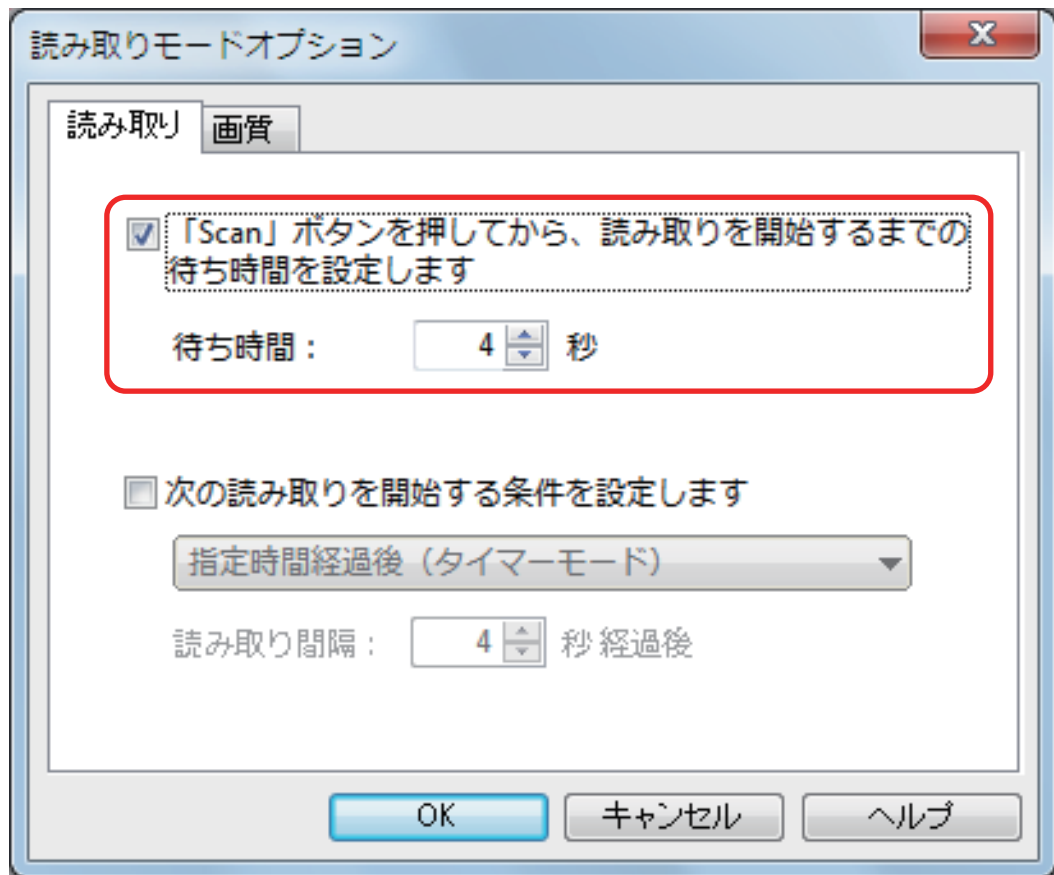 読み取りモードオプション
読み取り 画質
「Scan」ボタンを押してから、読み取りを開始するまでの
待ち時間を設定します
待ち時間： 4 秒
次の読み取りを開始する条件を設定します
指定時間経過後（タイマーモード）
読み取り間隔： 4 秒経過後
OK キャンセル ヘルプ